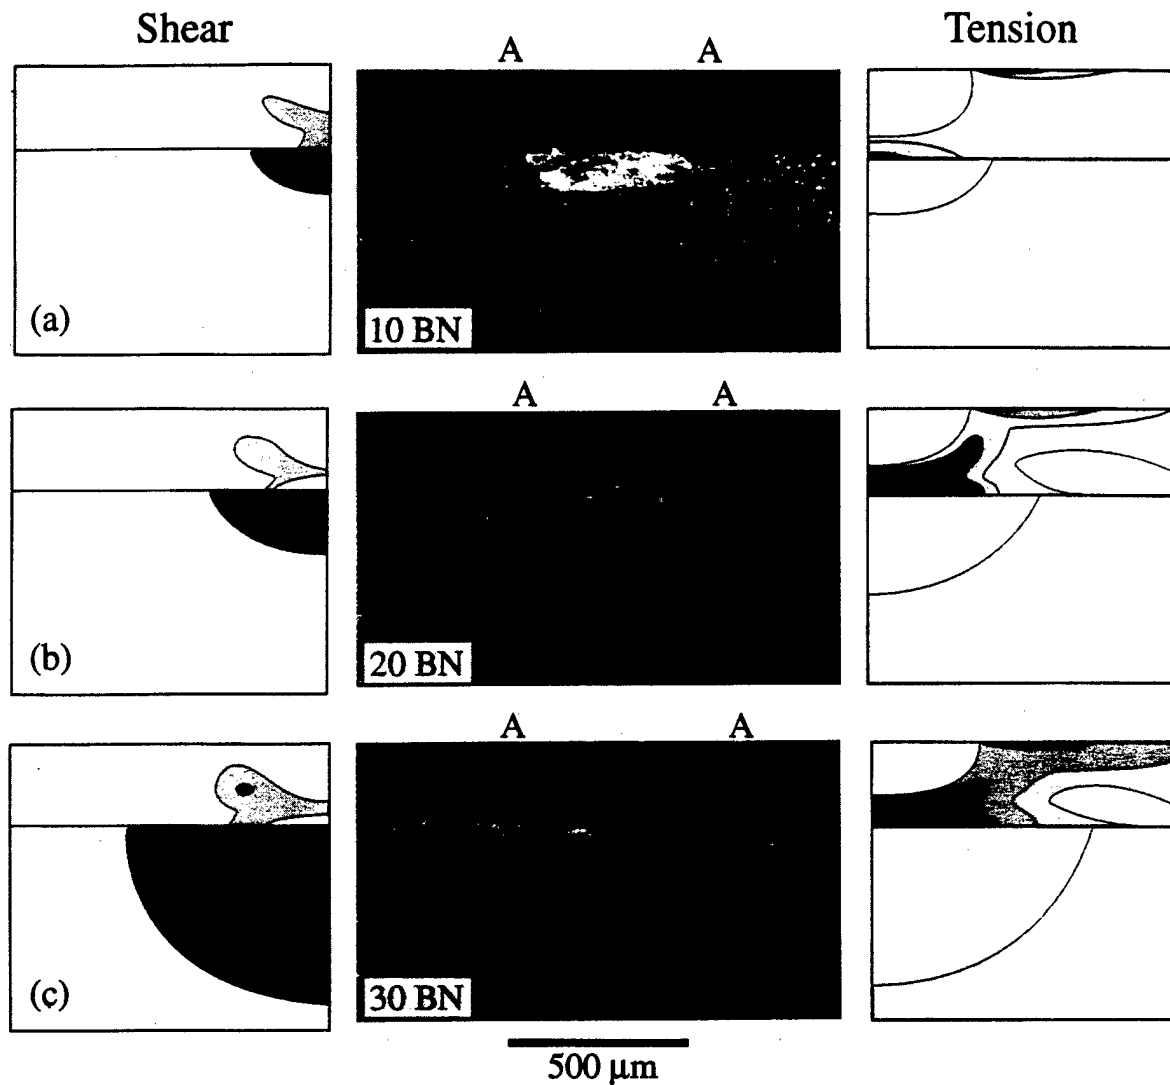 Shear
Tension
A A
(a)
10 BN
A A
(b)
20 BN
A A
(c)
30 BN
500 μm